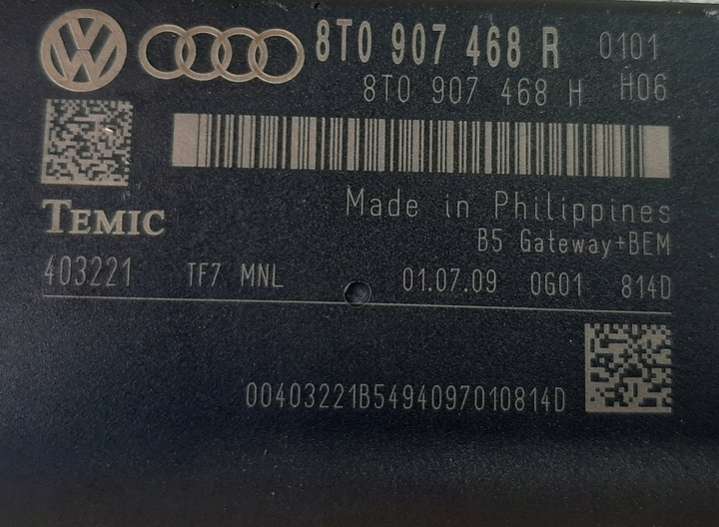 8T0 907 468 R 0101
8T0 907 468 H H06
TEMIC
Made in Philippines
B5 Gateway+BEM
403221 TF7 MNL 01.07.09 0G01 814D
00403221B5494097010814D